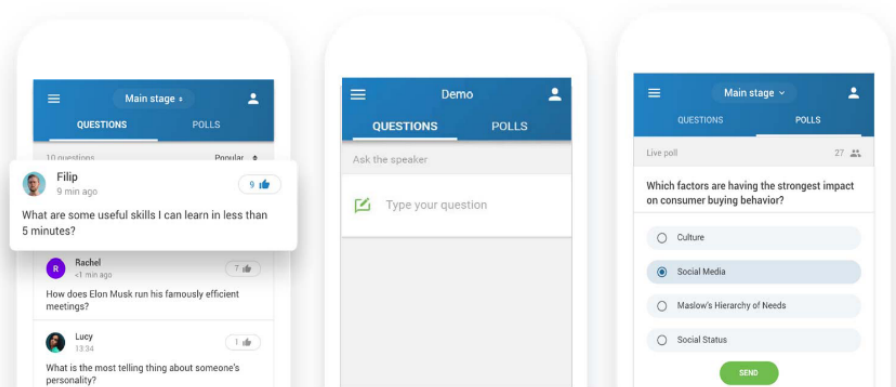 Main stage
QUESTIONS POLLS
10 questions Popular
Filip
9 min ago
9
What are some useful skills I can learn in less than
5 minutes?
R
Rachel
<1 min ago
7
How does Elon Musk run his famously efficient
meetings?
Lucy
13:34
1
What is the most telling thing about someone's
personality?
Demo
QUESTIONS POLLS
Ask the speaker
Type your question
Main stage
QUESTIONS POLLS
Live poll 27
Which factors are having the strongest impact
on consumer buying behavior?
Culture
Social Media
Maslow's Hierarchy of Needs
Social Status
SEND